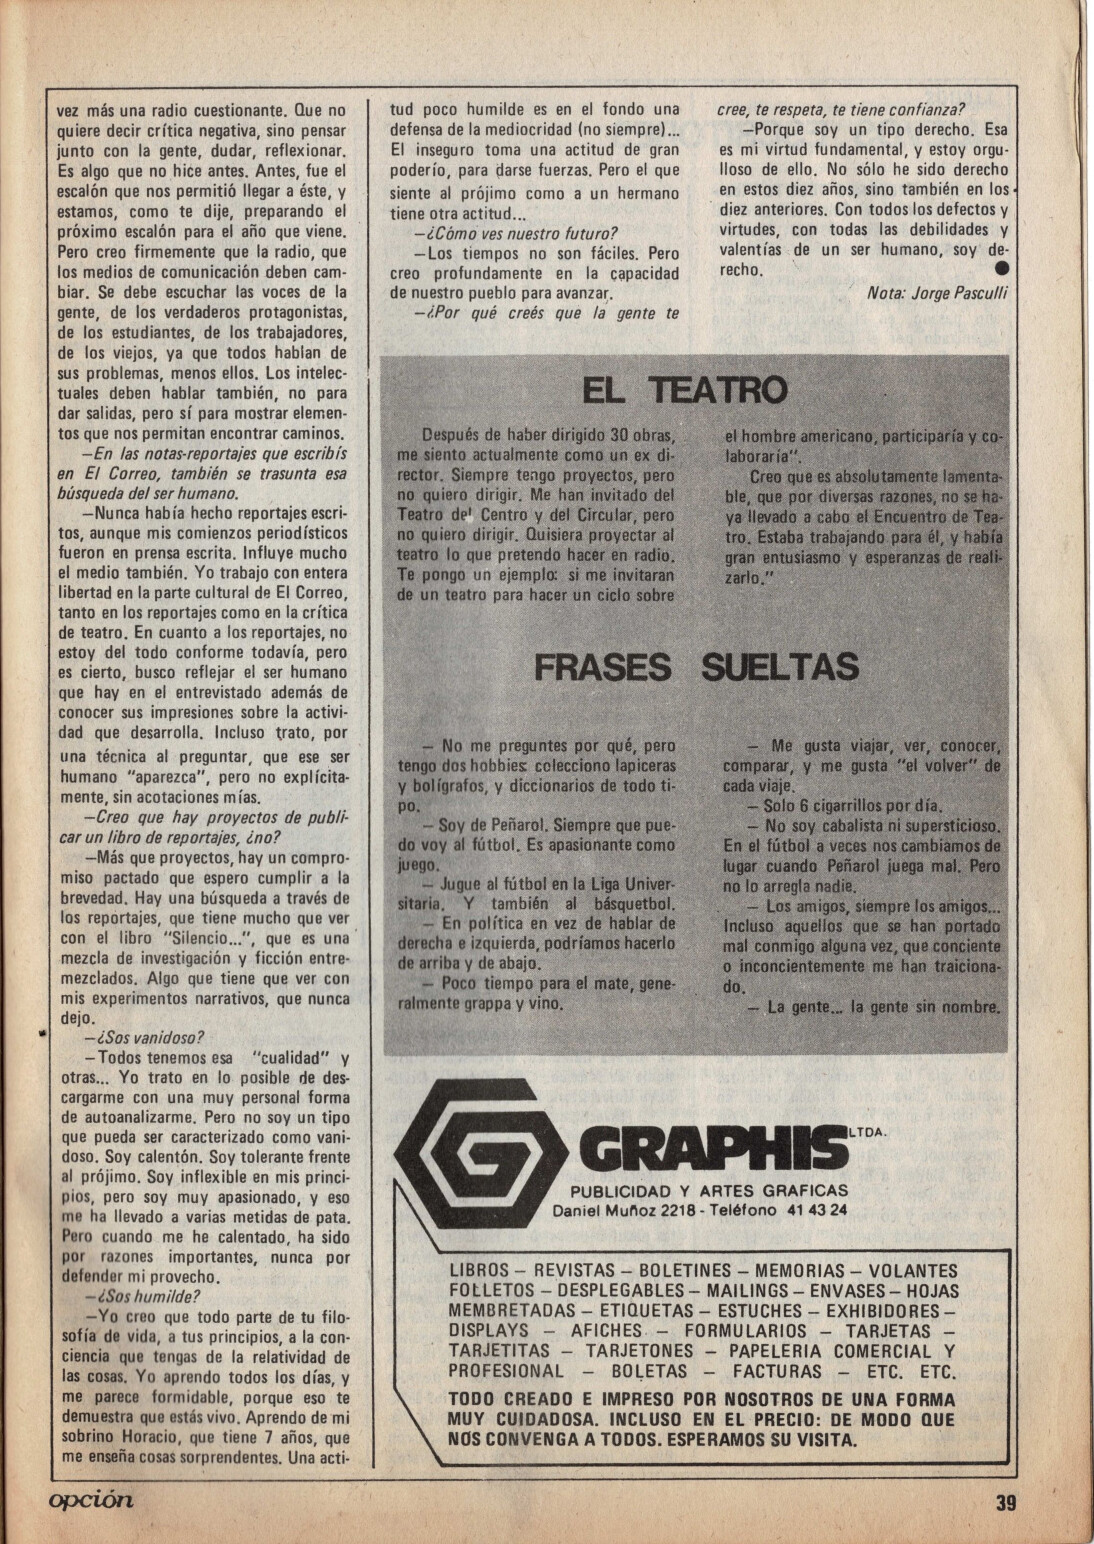 vez más una radio cuestionante. Que no
quiere decir crítica negativa, sino pensar
junto con la gente, dudar, reflexionar.
Es algo que no hice antes. Antes, fue el
escalón que nos permitió llegar a éste, y
estamos, como te dije, preparando el
próximo escalón para el año que viene.
Pero creo firmemente que la radio, que
los medios de comunicación deben cam-
biar. Se debe escuchar las voces de la
gente, de los verdaderos protagonistas,
de los estudiantes, de los trabajadores,
de los viejos, ya que todos hablan de
sus problemas, menos ellos. Los intelec-
tuales deben hablar también, no para
dar salidas, pero sí para mostrar elemen-
tos que nos permitan encontrar caminos.
—En las notas-reportajes que escribís
en El Correo, también se trasunta esa
búsqueda del ser humano.
—Nunca había hecho reportajes escri-
tos, aunque mis comienzos periodísticos
fueron en prensa escrita. Influye mucho
el medio también. Yo trabajo con entera
libertad en la parte cultural de El Correo,
tanto en los reportajes como en la crítica
de teatro. En cuanto a los reportajes, no
estoy del todo conforme todavía, pero
es cierto, busco reflejar el ser humano
que hay en el entrevistado además de
conocer sus impresiones sobre la activi-
dad que desarrolla. Incluso trato, por
una técnica al preguntar, que ese ser
humano "aparezca", pero no explícita-
mente, sin acotaciones mías.
—Creo que hay proyectos de publi-
car un libro de reportajes, ¿no?
—Más que proyectos, hay un compro-
miso pactado que espero cumplir a la
brevedad. Hay una búsqueda a través de
los reportajes, que tiene mucho que ver
con el libro "Silencio...", que es una
mezcla de investigación y ficción entre-
mezclados. Algo que tiene que ver con
mis experimentos narrativos, que nunca
dejo.
—¿Sos vanidoso?
—Todos tenemos esa "cualidad" y
otras... Yo trato en lo posible de des-
cargarme con una muy personal forma
de autoanalizarme. Pero no soy un tipo
que pueda ser caracterizado como vani-
doso. Soy calentón. Soy tolerante frente
al prójimo. Soy inflexible en mis princi-
pios, pero soy muy apasionado, y eso
me ha llevado a varias metidas de pata.
Pero cuando me he calentado, ha sido
por razones importantes, nunca por
defender mi provecho.
—¿Sos humilde?
—Yo creo que todo parte de tu filo-
sofía de vida, a tus principios, a la con-
ciencia que tengas de la relatividad de
las cosas. Yo aprendo todos los días, y
me parece formidable, porque eso te
demuestra que estás vivo. Aprendo de mi
sobrino Horacio, que tiene 7 años, que
me enseña cosas sorprendentes. Una acti-
tud poco humilde es en el fondo una
defensa de la mediocridad (no siempre)...
El inseguro toma una actitud de gran
poderío, para darse fuerzas. Pero el que
siente al prójimo como a un hermano
tiene otra actitud...
—¿Cómo ves nuestro futuro?
—Los tiempos no son fáciles. Pero
creo profundamente en la capacidad
de nuestro pueblo para avanzar.
—¿Por qué creés que la gente te
cree, te respeta, te tiene confianza?
—Porque soy un tipo derecho. Esa
es mi virtud fundamental, y estoy orgu-
lloso de ello. No sólo he sido derecho
en estos diez años, sino también en los
diez anteriores. Con todos los defectos y
virtudes, con todas las debilidades y
valentías de un ser humano, soy de-
recho.
Nota: Jorge Pasculli
EL TEATRO
Después de haber dirigido 30 obras,
me siento actualmente como un ex di-
rector. Siempre tengo proyectos, pero
no quiero dirigir. Me han invitado del
Teatro del Centro y del Circular, pero
no quiero dirigir. Quisiera proyectar al
teatro lo que pretendo hacer en radio.
Te pongo un ejemplo: si me invitaran
de un teatro para hacer un ciclo sobre
el hombre americano, participaría y co-
laboraría".
Creo que es absolutamente lamenta-
ble, que por diversas razones, no se ha-
ya llevado a cabo el Encuentro de Tea-
tro. Estaba trabajando para él, y había
gran entusiasmo y esperanzas de reali-
zarlo."
FRASES SUELTAS
— No me preguntes por qué, pero
tengo dos hobbies: colecciono lapiceras
y bolígrafos, y diccionarios de todo ti-
po.
— Soy de Peñarol. Siempre que pue-
do voy al fútbol. Es apasionante como
juego.
— Jugue al fútbol en la Liga Univer-
sitaria. Y también al básquetbol.
— En política en vez de hablar de
derecha e izquierda, podríamos hacerlo
de arriba y de abajo.
— Poco tiempo para el mate, gene-
ralmente grappa y vino.
— Me gusta viajar, ver, conocer,
comparar, y me gusta "el volver" de
cada viaje.
— Solo 6 cigarrillos por día.
— No soy cabalista ni supersticioso.
En el fútbol a veces nos cambiamos de
lugar cuando Peñarol juega mal. Pero
no lo arregla nadie.
— Los amigos, siempre los amigos...
Incluso aquellos que se han portado
mal conmigo alguna vez, que conciente
o inconcientemente me han traiciona-
do.
— La gente... la gente sin nombre.
GRAPHIS LTDA.
PUBLICIDAD Y ARTES GRAFICAS
Daniel Muñoz 2218 - Teléfono 41 43 24
LIBROS — REVISTAS — BOLETINES — MEMORIAS — VOLANTES
FOLLETOS — DESPLEGABLES — MAILINGS — ENVASES — HOJAS
MEMBRETADAS — ETIQUETAS — ESTUCHES — EXHIBIDORES —
DISPLAYS — AFICHES — FORMULARIOS — TARJETAS —
TARJETITAS — TARJETONES — PAPELERIA COMERCIAL Y
PROFESIONAL — BOLETAS — FACTURAS — ETC. ETC.
TODO CREADO E IMPRESO POR NOSOTROS DE UNA FORMA
MUY CUIDADOSA. INCLUSO EN EL PRECIO: DE MODO QUE
NOS CONVENGA A TODOS. ESPERAMOS SU VISITA.
opción
39